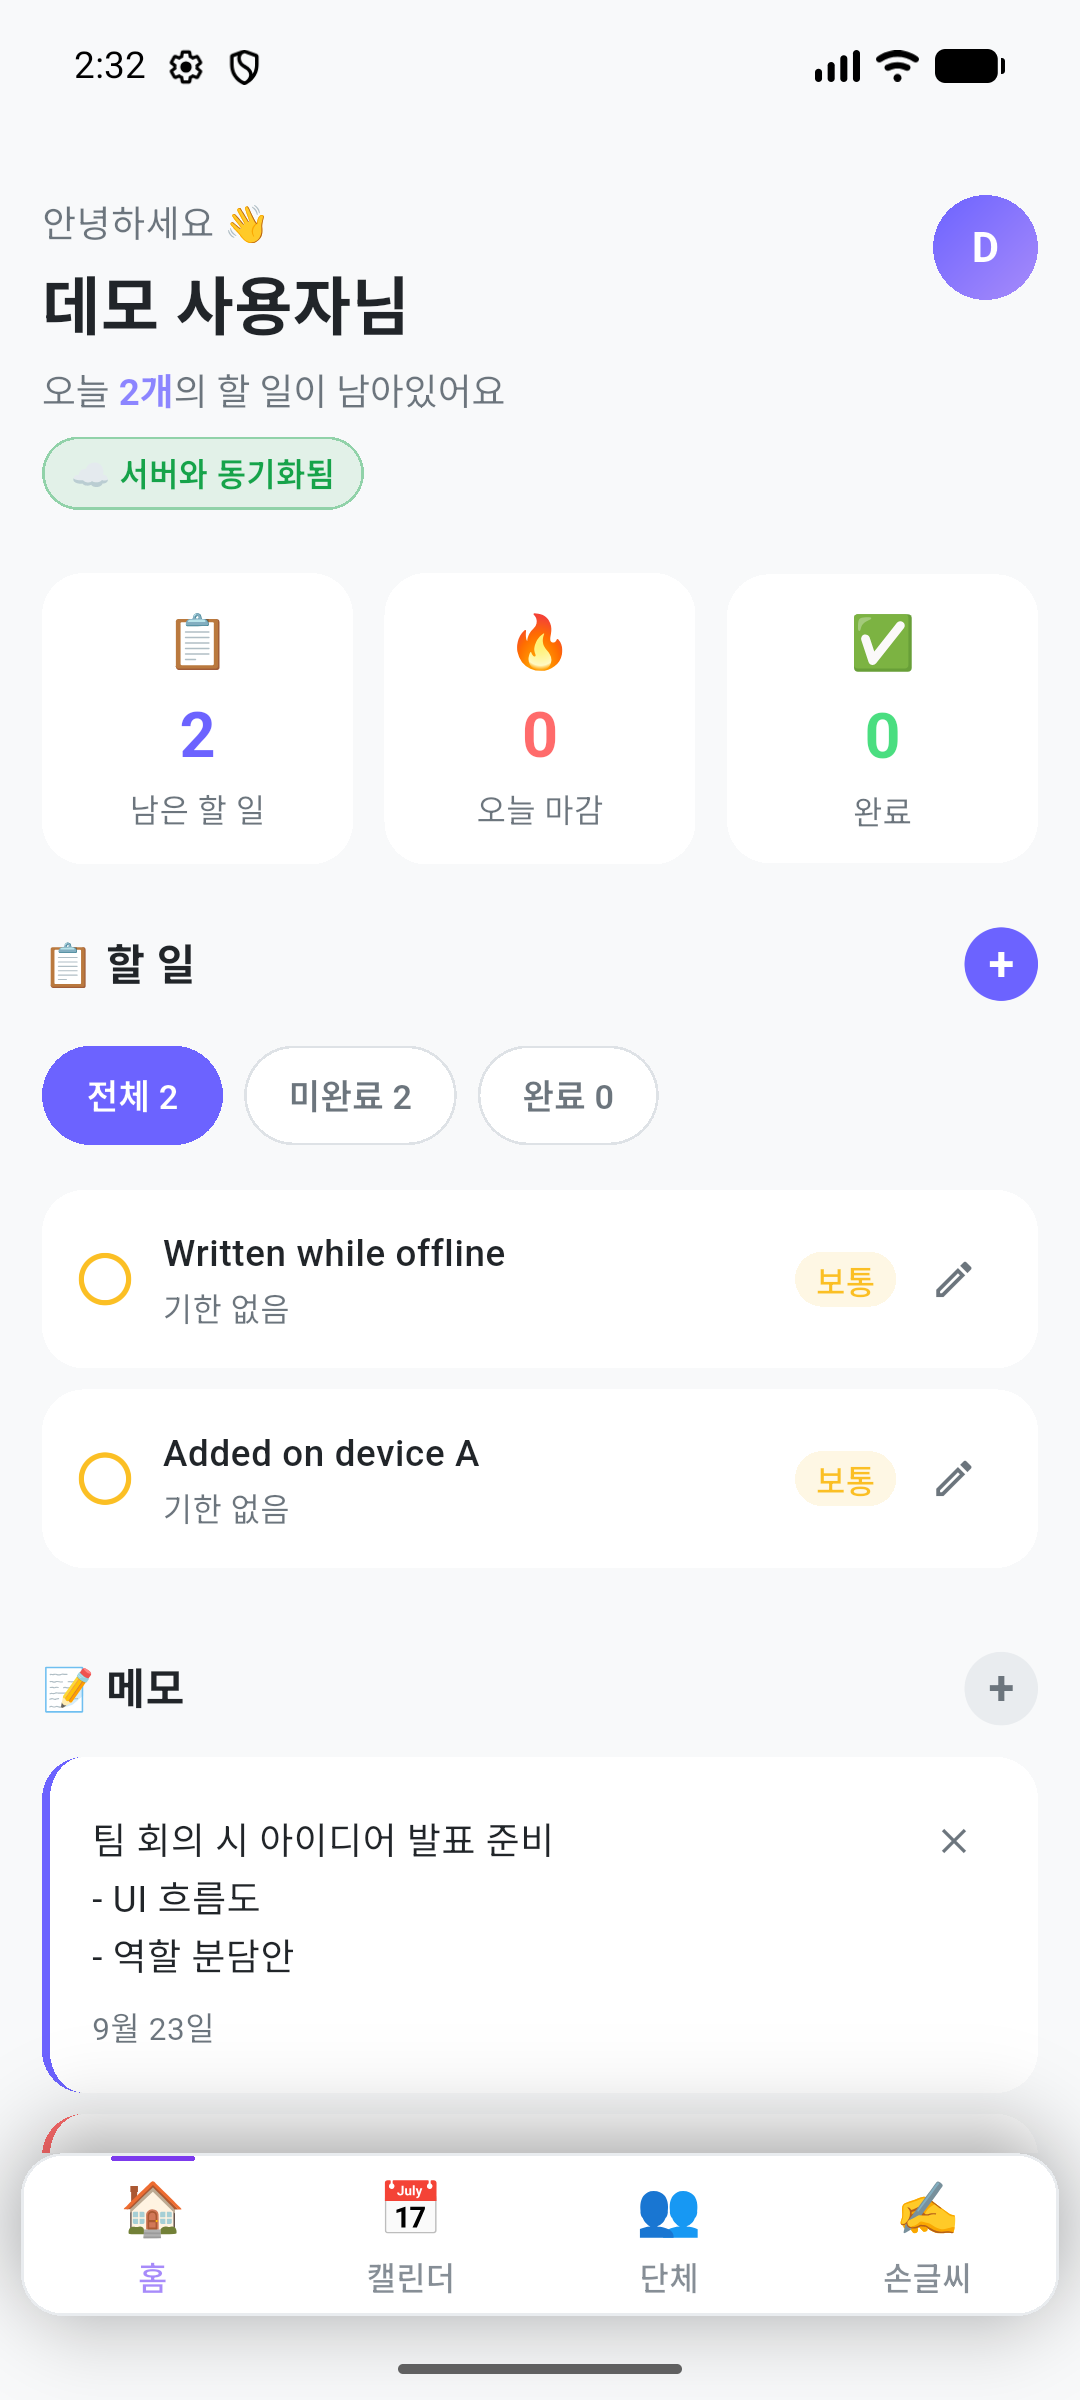 2:32
안녕하세요 👋
D
데모 사용자님
오늘 2개의 할 일이 남아있어요
☁️ 서버와 동기화됨
📋 🔥 ✅
2 0 0
남은 할 일 오늘 마감 완료
📋 할 일 +
전체 2 미완료 2 완료 0
Written while offline
기한 없음
보통
Added on device A
기한 없음
보통
📝 메모 +
팀 회의 시 아이디어 발표 준비
- UI 흐름도
- 역할 분담안
9월 23일
July
17
홈 캘린더 단체 손글씨